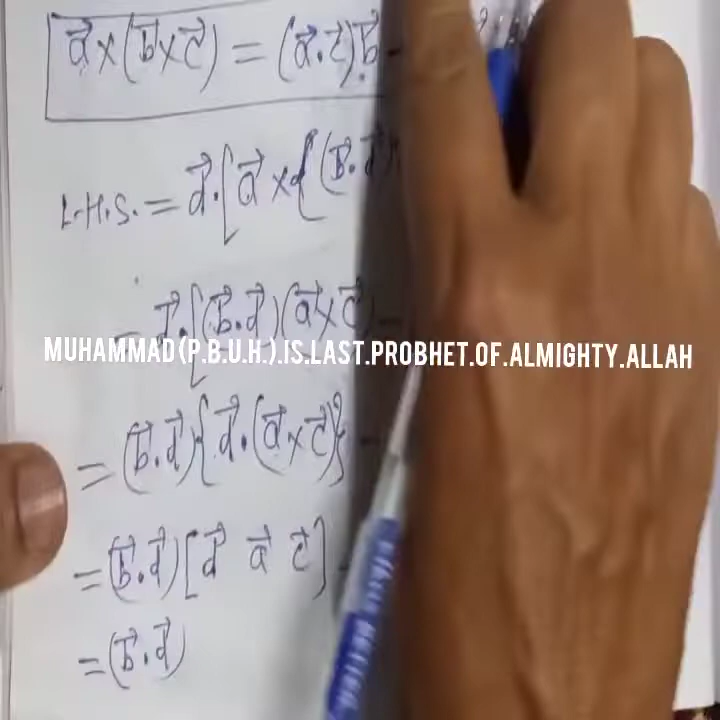 a⃗×(b⃗×c⃗) = (a⃗.c⃗)b⃗ -
L.H.S. = d⃗.[a⃗ × { (b⃗.d⃗)
= d⃗.[(b⃗.d⃗)(a⃗×c⃗) -
MUHAMMAD(P.B.U.H.).IS.LAST.PROBHET.OF.ALMIGHTY.ALLAH
= (b⃗.d⃗){d⃗.(a⃗×c⃗)} -
= (b⃗.d⃗)[d⃗ a⃗ c⃗] -
= (b⃗.d⃗)